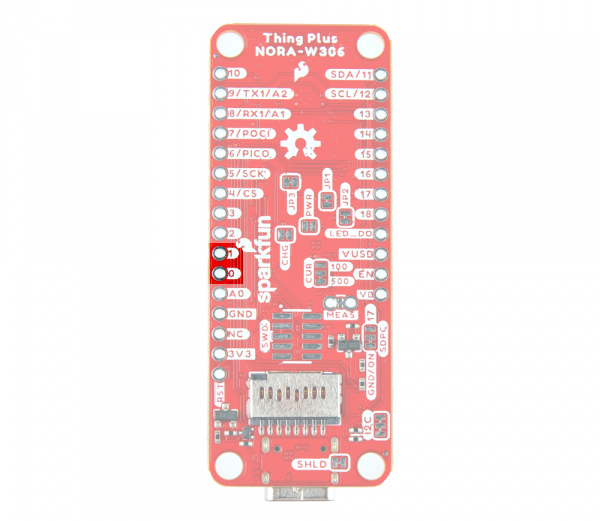 Thing Plus
NORA-W306
10
9/TX1/A2
8/RX1/A1
7/POCI
6/PICO
5/SCK
4/CS
3
2
1
0
A0
GND
NC
3V3
RST
SDA/11
SCL/12
13
14
15
16
17
18
LED_DO
VUSB
EN
VB
JP1
JP2
JP3
PWR
CHG
sparkfun
CUR
100
500
MEAS
SWD
17
SDPC
GND/ON
I2C
SHLD